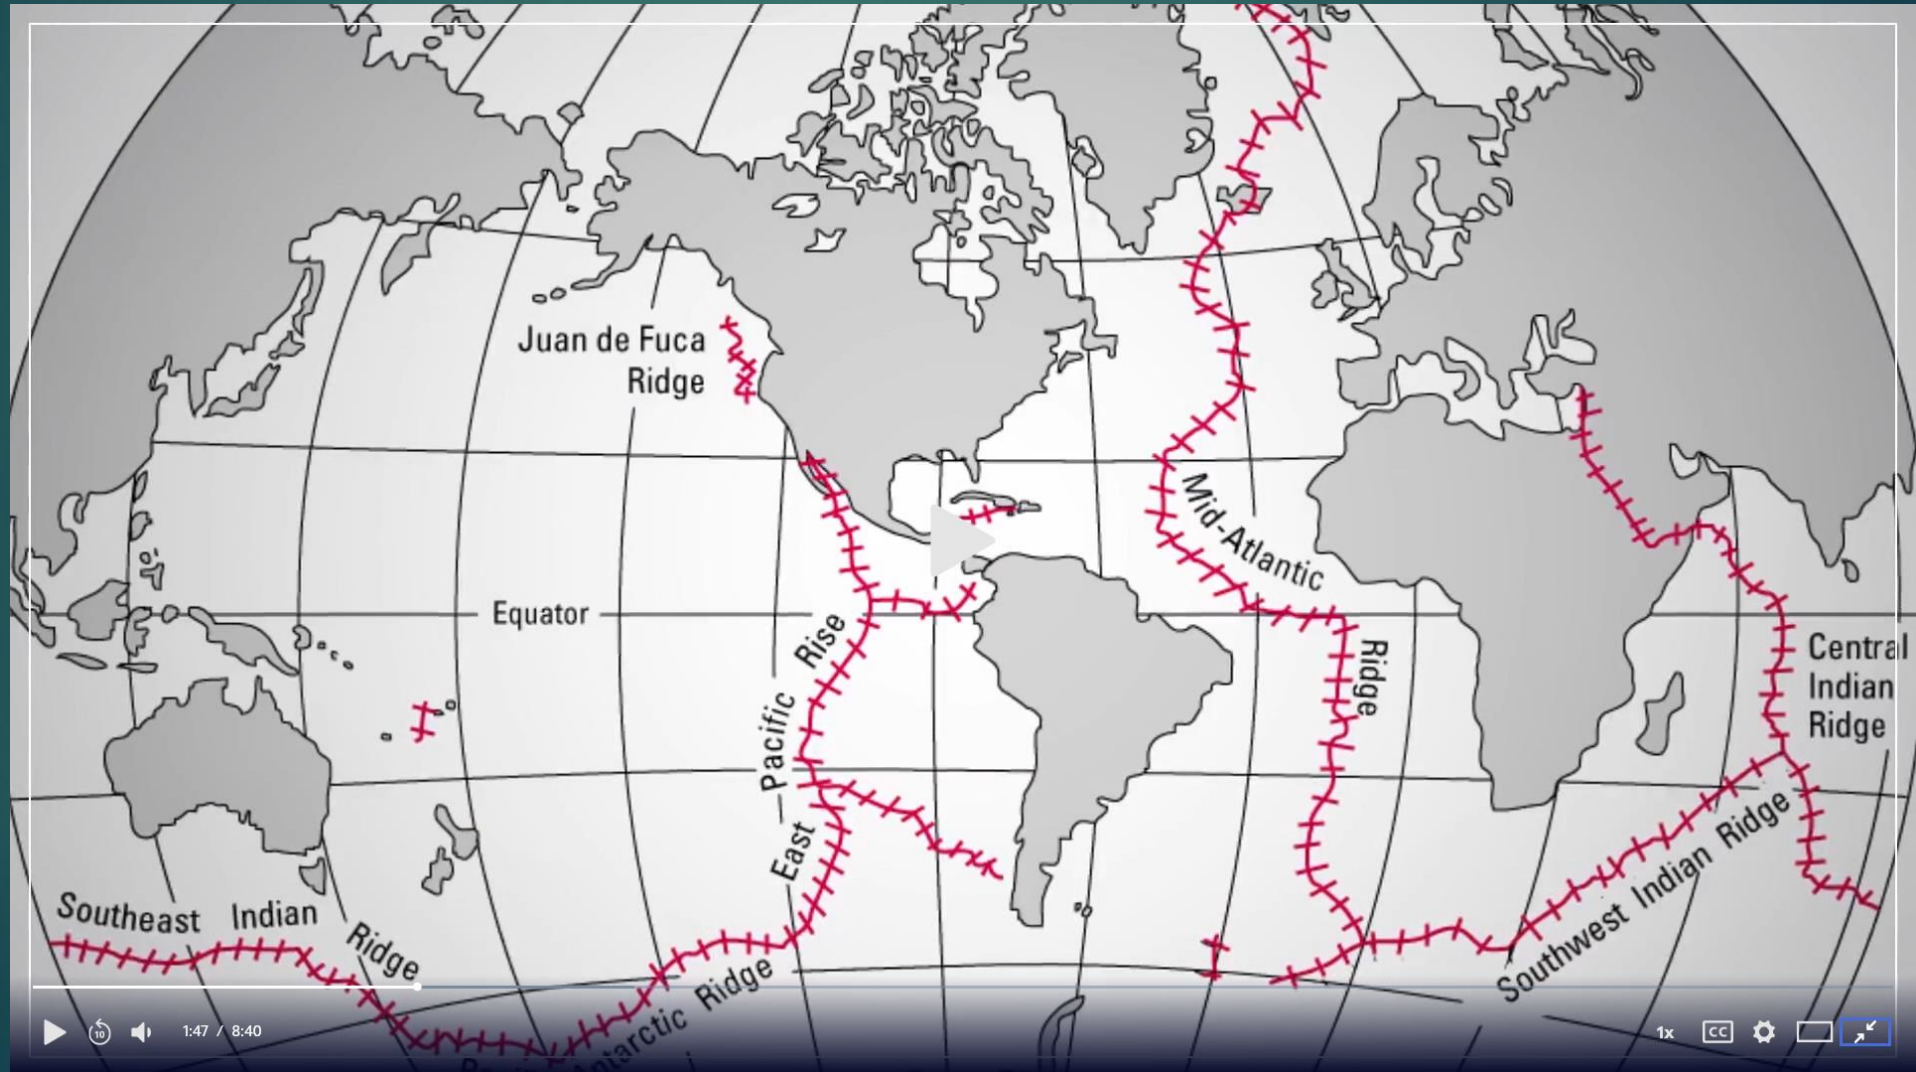 Juan de Fuca
Ridge
Mid-Atlantic
Ridge
Equator
East Pacific Rise
Central
Indian
Ridge
Southeast Indian Ridge
Southwest Indian Ridge
Antarctic Ridge
10
1:47 / 8:40
1x
CC